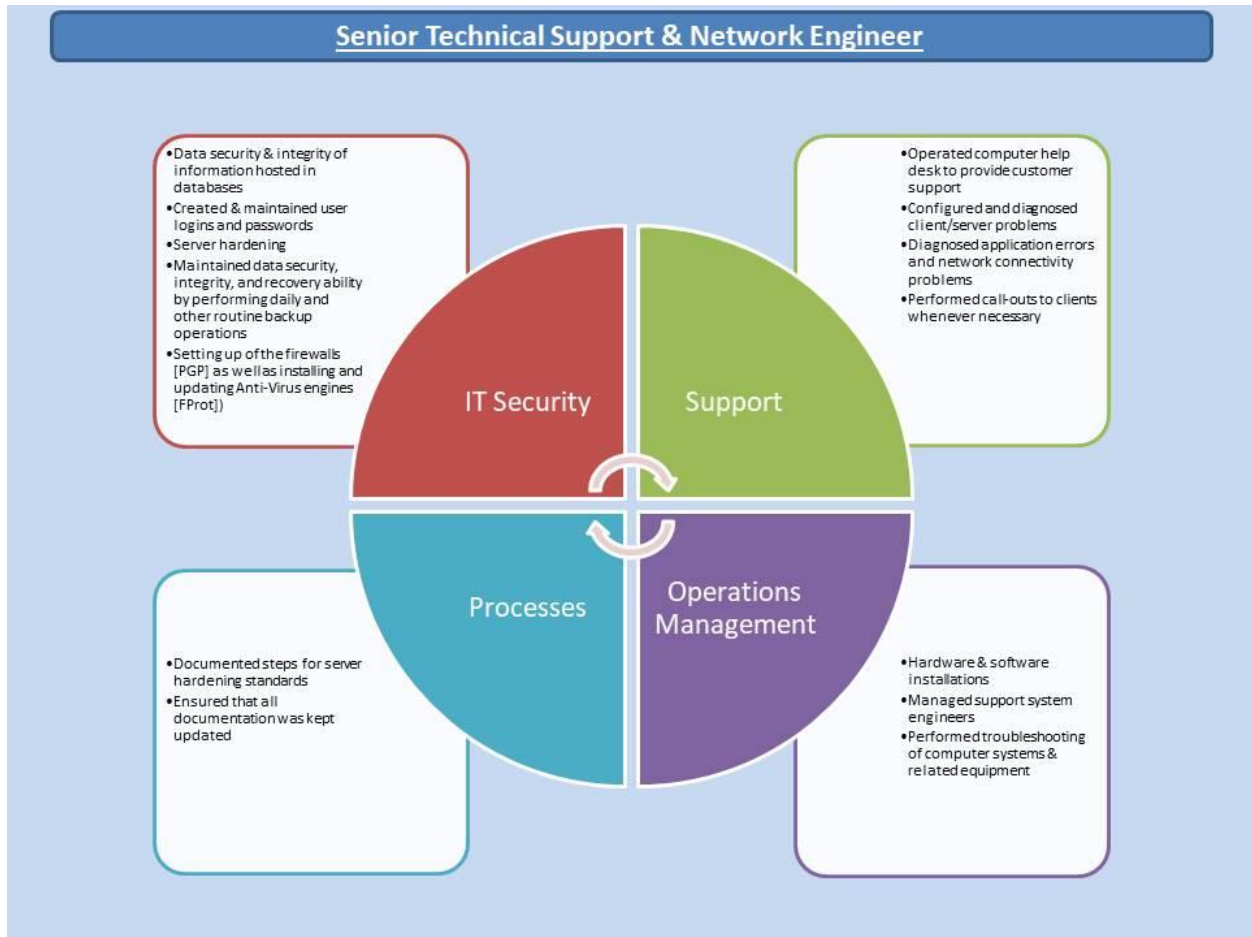 Senior Technical Support & Network Engineer
•Data security & integrity of
information hosted in
databases
•Created & maintained user
logins and passwords
•Server hardening
•Maintained data security,
integrity, and recovery ability
by performing daily and
other routine backup
operations
•Setting up of the firewalls
[PGP] as well as installing and
updating Anti-Virus engines
[FProt])
•Operated computer help
desk to provide customer
support
•Configured and diagnosed
client/server problems
•Diagnosed application errors
and network connectivity
problems
•Performed call-outs to clients
whenever necessary
IT Security
Support
Processes
Operations
Management
•Documented steps for server
hardening standards
•Ensured that all
documentation was kept
updated
•Hardware & software
installations
•Managed support system
engineers
•Performed troubleshooting
of computer systems &
related equipment